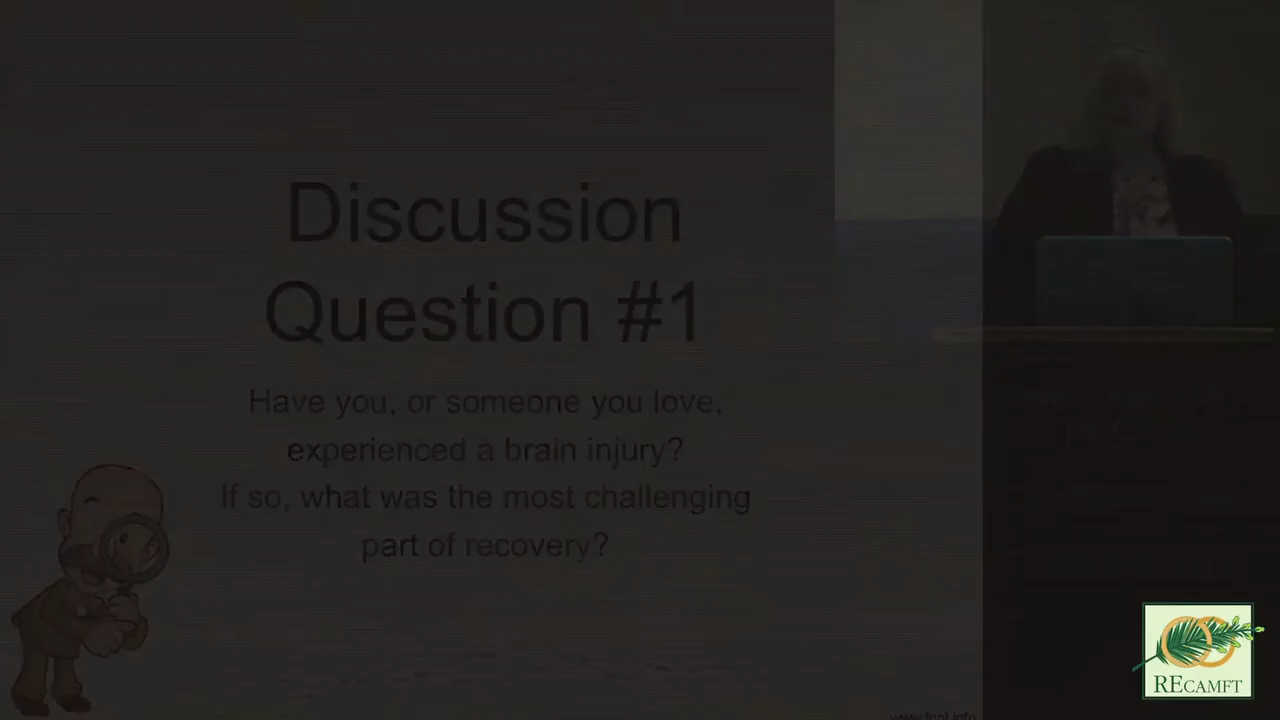 Discussion
Question #1
Have you, or someone you love,
experienced a brain injury?
If so, what was the most challenging
part of recovery?
RECAMFT